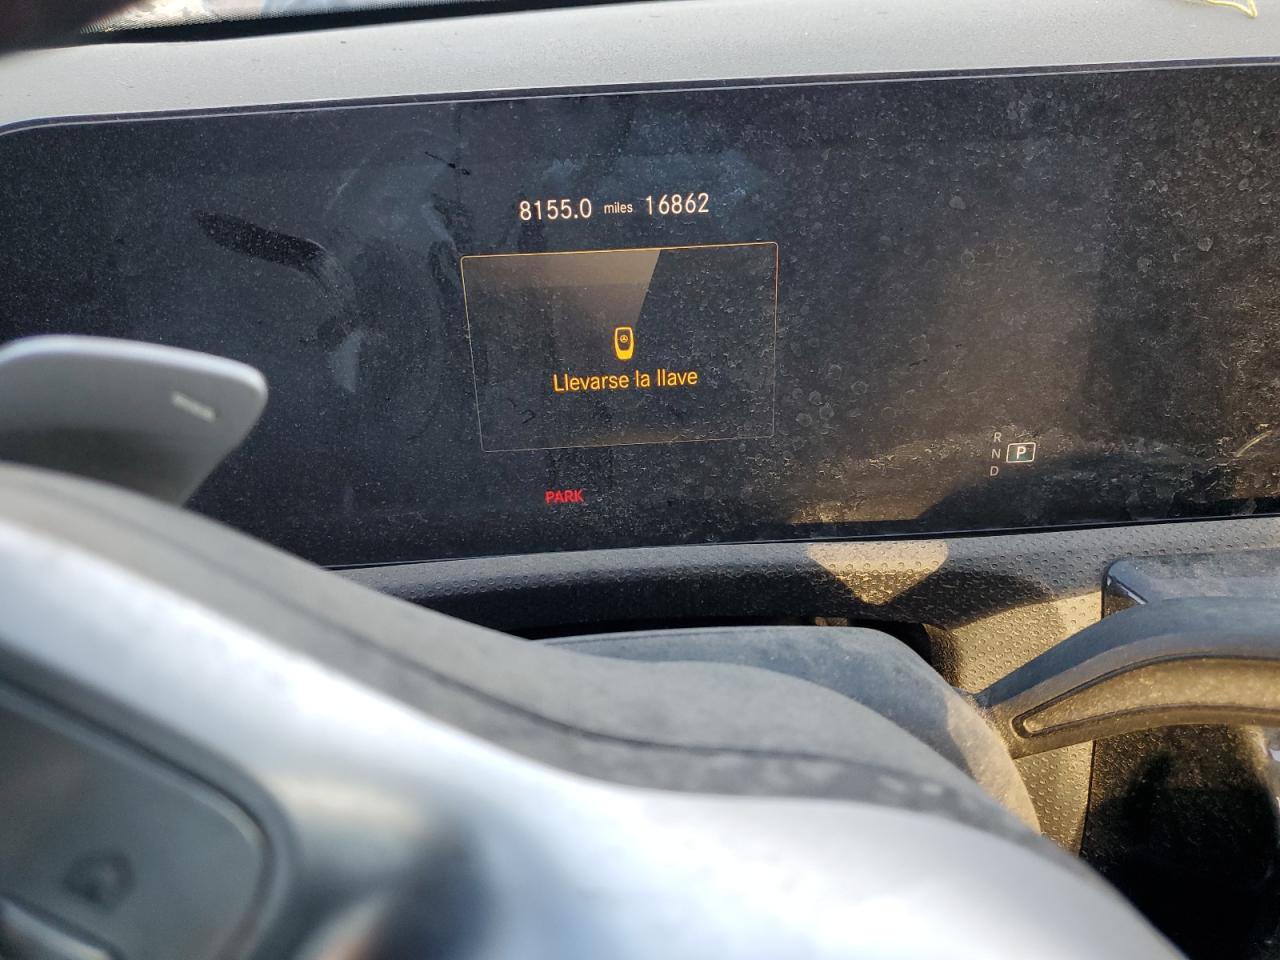 8155.0 miles 16862
Llevarse la llave
R
N P
D
PARK